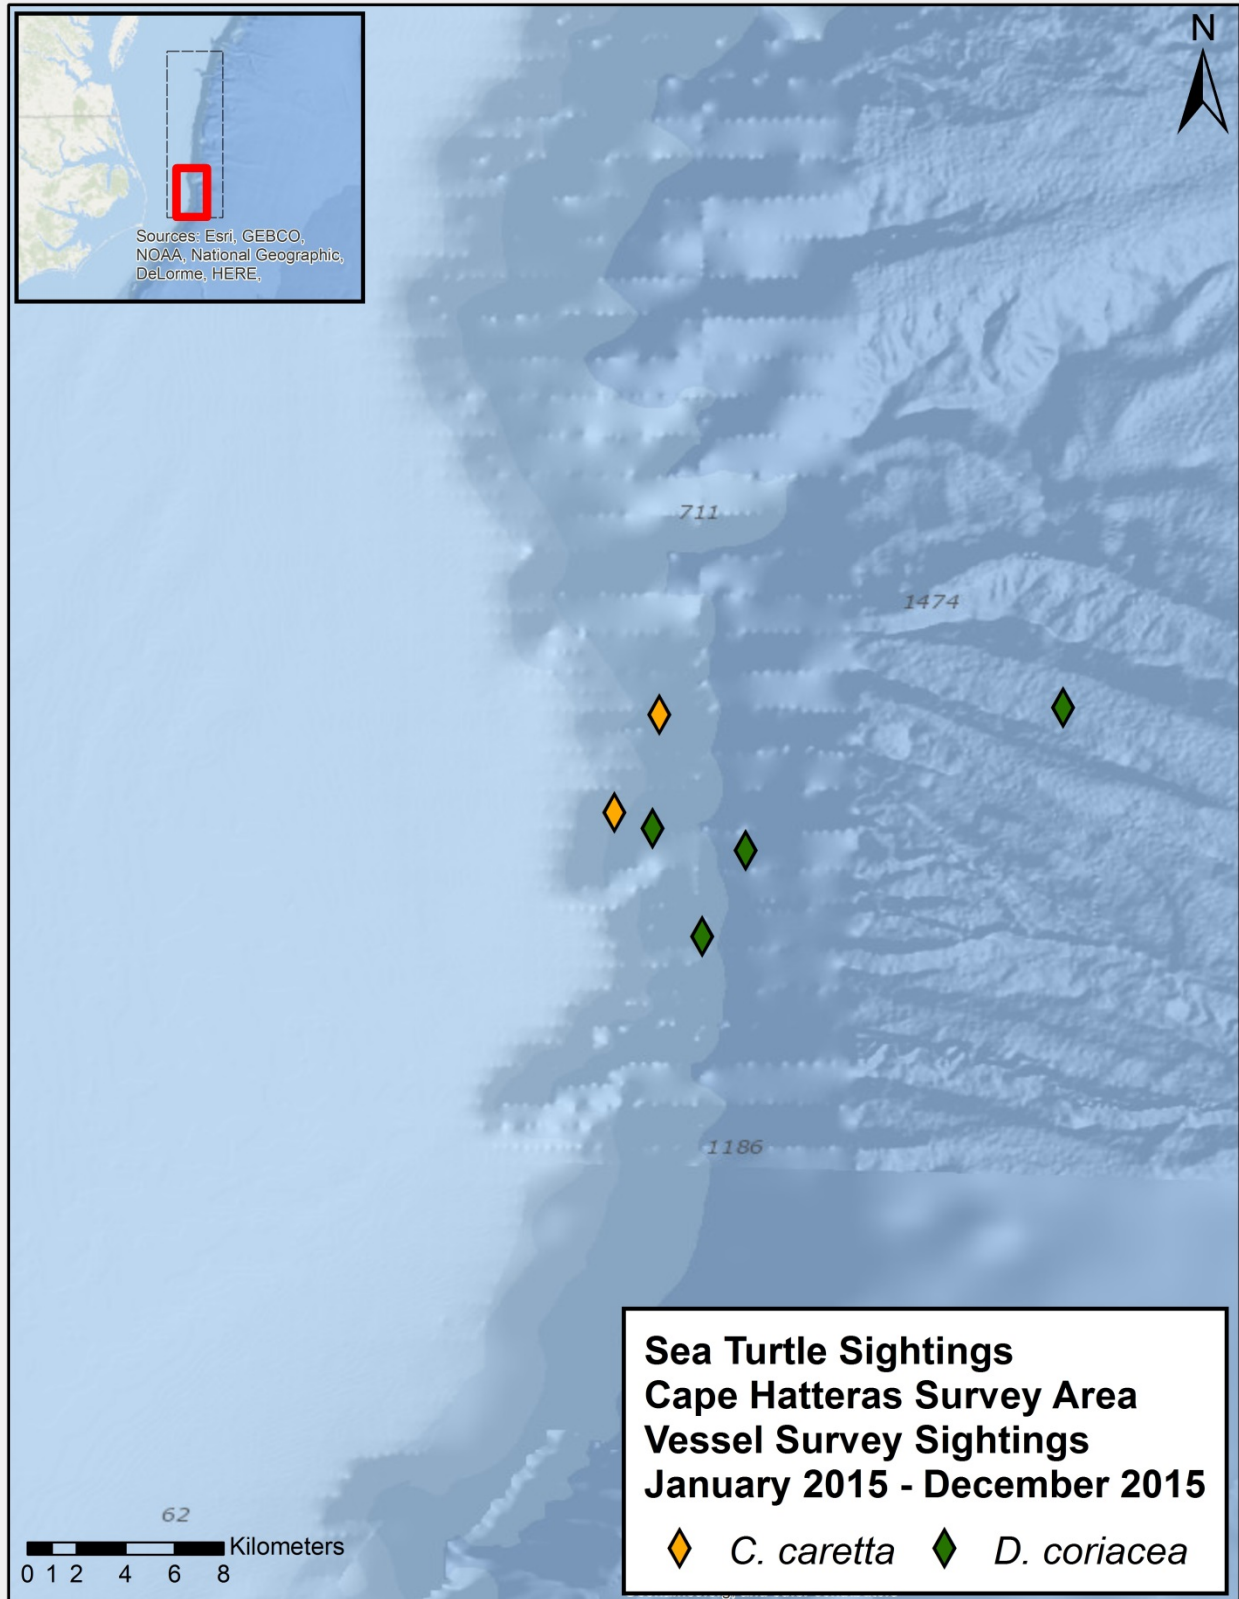 N
Sources: Esri, GEBCO,
NOAA, National Geographic,
DeLorme, HERE,
711
1474
1186
62
Kilometers
0 1 2 4 6 8
Sea Turtle Sightings
Cape Hatteras Survey Area
Vessel Survey Sightings
January 2015 - December 2015
C. caretta D. coriacea